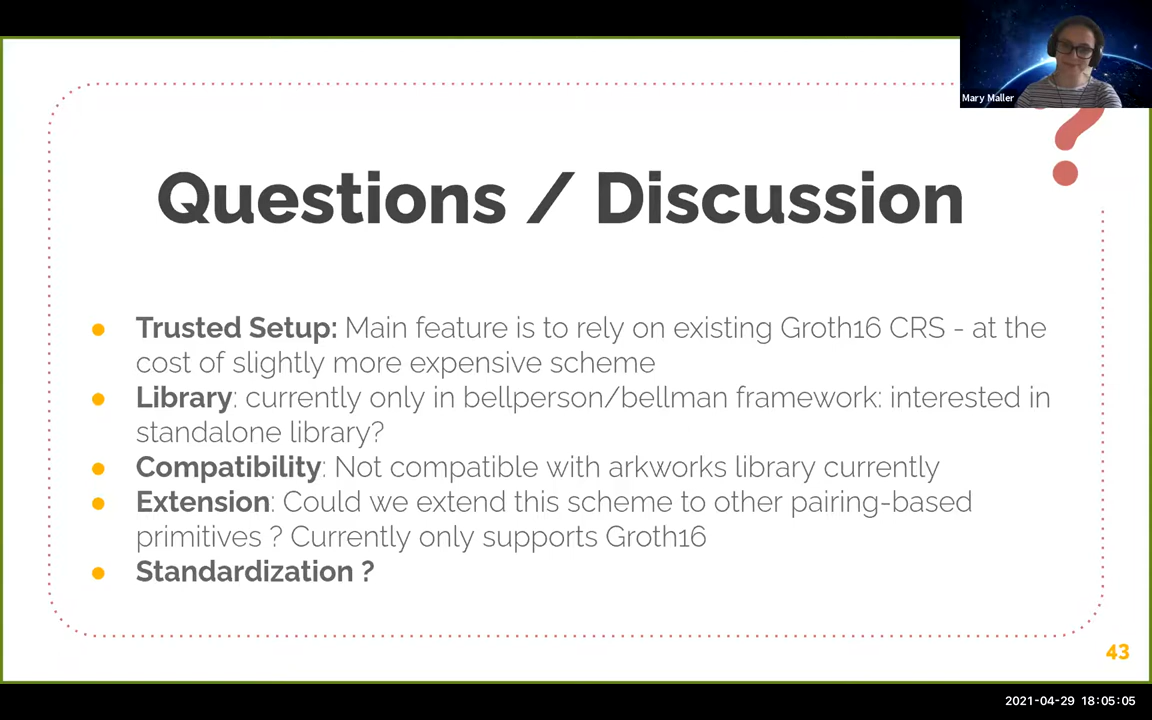 Mary Maller
?
Questions / Discussion
● Trusted Setup: Main feature is to rely on existing Groth16 CRS - at the
cost of slightly more expensive scheme
● Library: currently only in bellperson/bellman framework: interested in
standalone library?
● Compatibility: Not compatible with arkworks library currently
● Extension: Could we extend this scheme to other pairing-based
primitives ? Currently only supports Groth16
● Standardization ?
43
2021-04-29 18:05:05